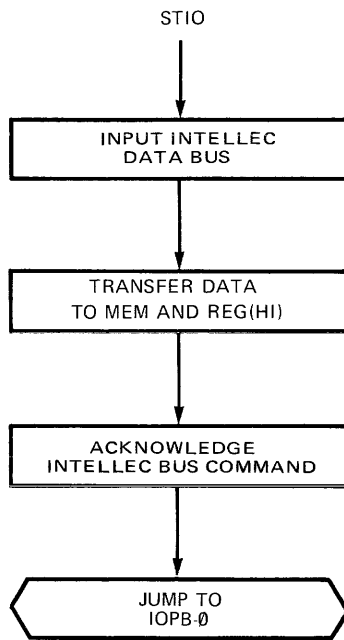 STIO
INPUT INTELLEC
DATA BUS
TRANSFER DATA
TO MEM AND REG(HI)
ACKNOWLEDGE
INTELLEC BUS COMMAND
JUMP TO
IOPB-Ø